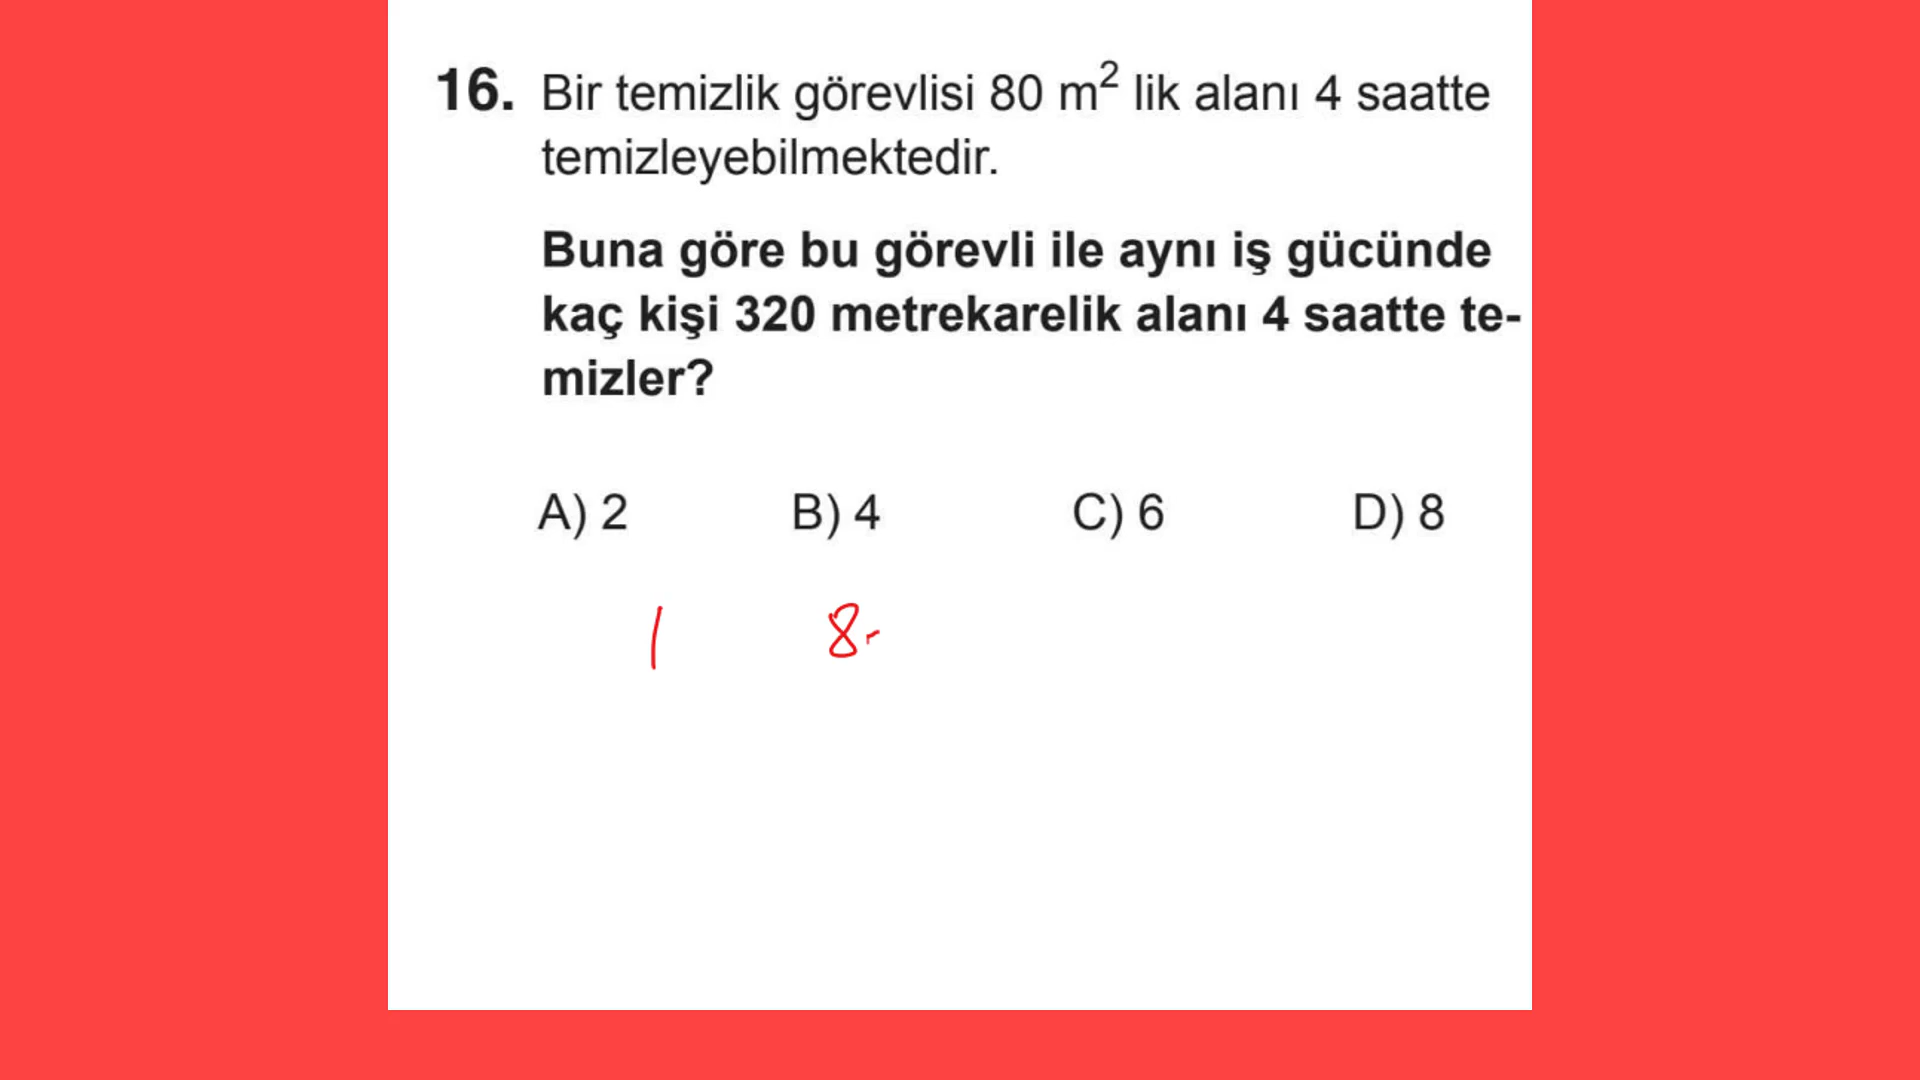 16. Bir temizlik görevlisi 80 m² lik alanı 4 saatte
temizleyebilmektedir.
Buna göre bu görevli ile aynı iş gücünde
kaç kişi 320 metrekarelik alanı 4 saatte te-
mizler?
A) 2 B) 4 C) 6 D) 8
1 8